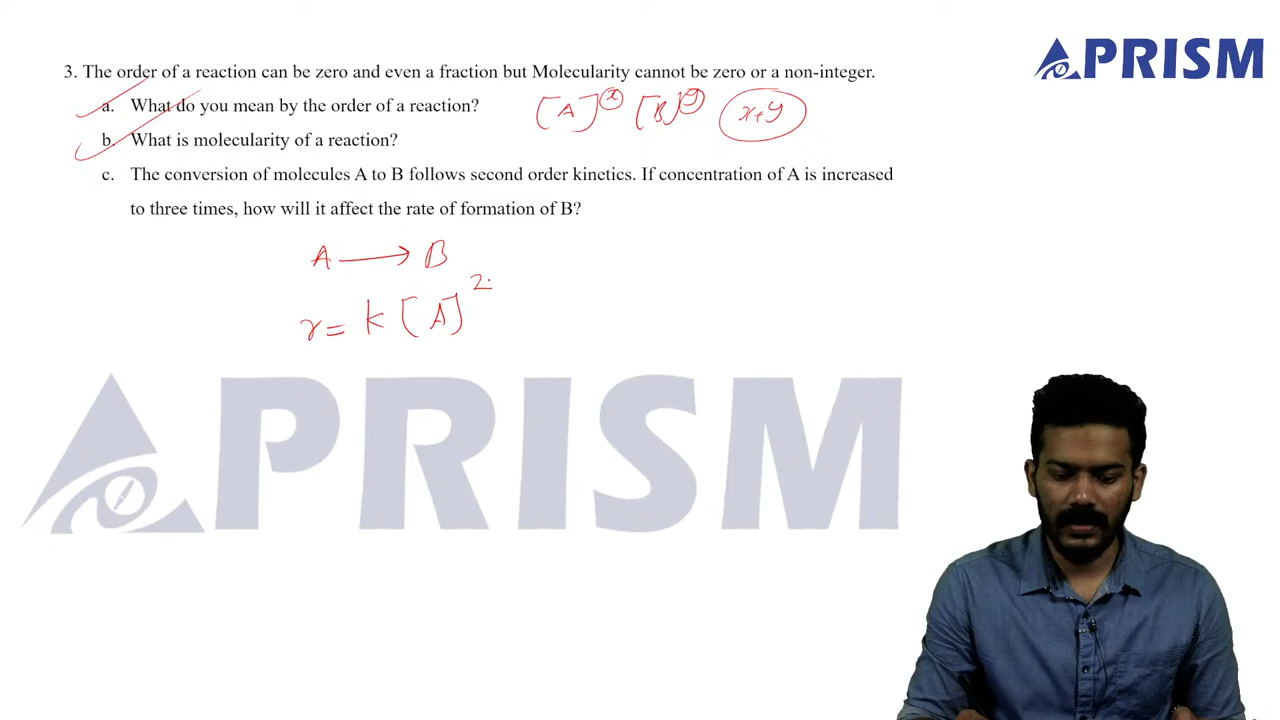 PRISM
3. The order of a reaction can be zero and even a fraction but Molecularity cannot be zero or a non-integer.
a. What do you mean by the order of a reaction? [A]^x [B]^y x+y
b. What is molecularity of a reaction?
c. The conversion of molecules A to B follows second order kinetics. If concentration of A is increased
to three times, how will it affect the rate of formation of B?
A → B
r = k [A]^2
PRISM